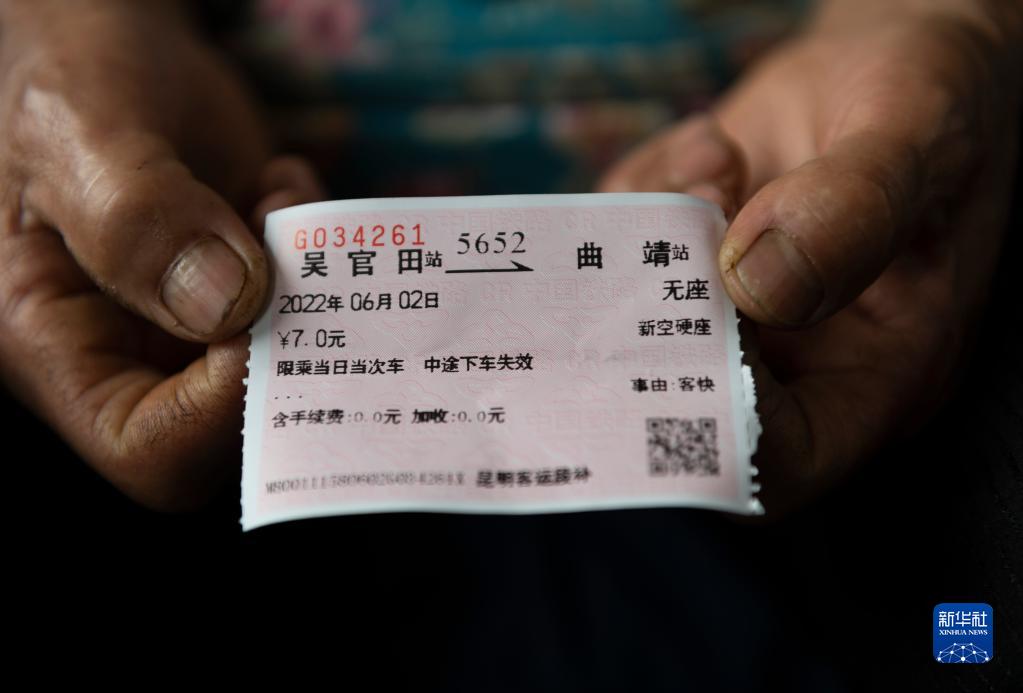 G034261
吴官田站 5652 曲靖站
2022年06月02日 无座
¥7.0元 新空硬座
限乘当日当次车 中途下车失效
事由:客快
...
含手续费:0.0元 加收:0.0元
昆明客运段补
新华社
XINHUA NEWS